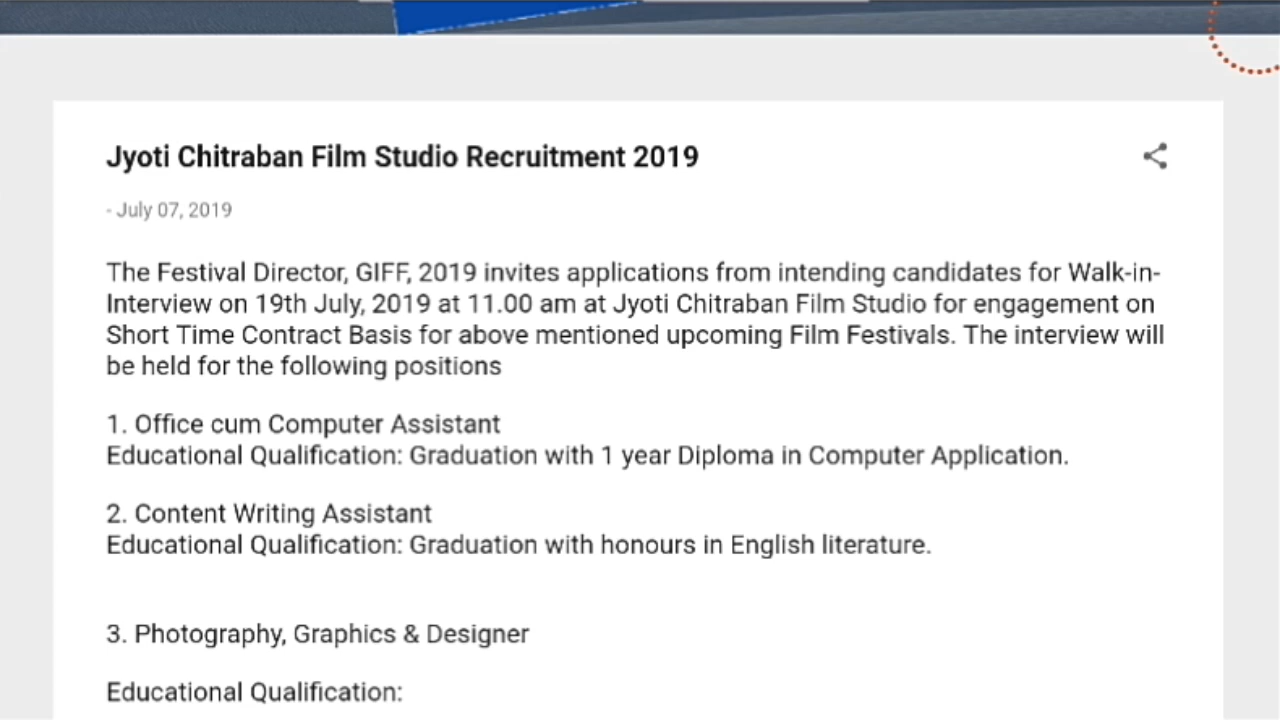 Jyoti Chitraban Film Studio Recruitment 2019
- July 07, 2019
The Festival Director, GIFF, 2019 invites applications from intending candidates for Walk-in-
Interview on 19th July, 2019 at 11.00 am at Jyoti Chitraban Film Studio for engagement on
Short Time Contract Basis for above mentioned upcoming Film Festivals. The interview will
be held for the following positions
1. Office cum Computer Assistant
Educational Qualification: Graduation with 1 year Diploma in Computer Application.
2. Content Writing Assistant
Educational Qualification: Graduation with honours in English literature.
3. Photography, Graphics & Designer
Educational Qualification: